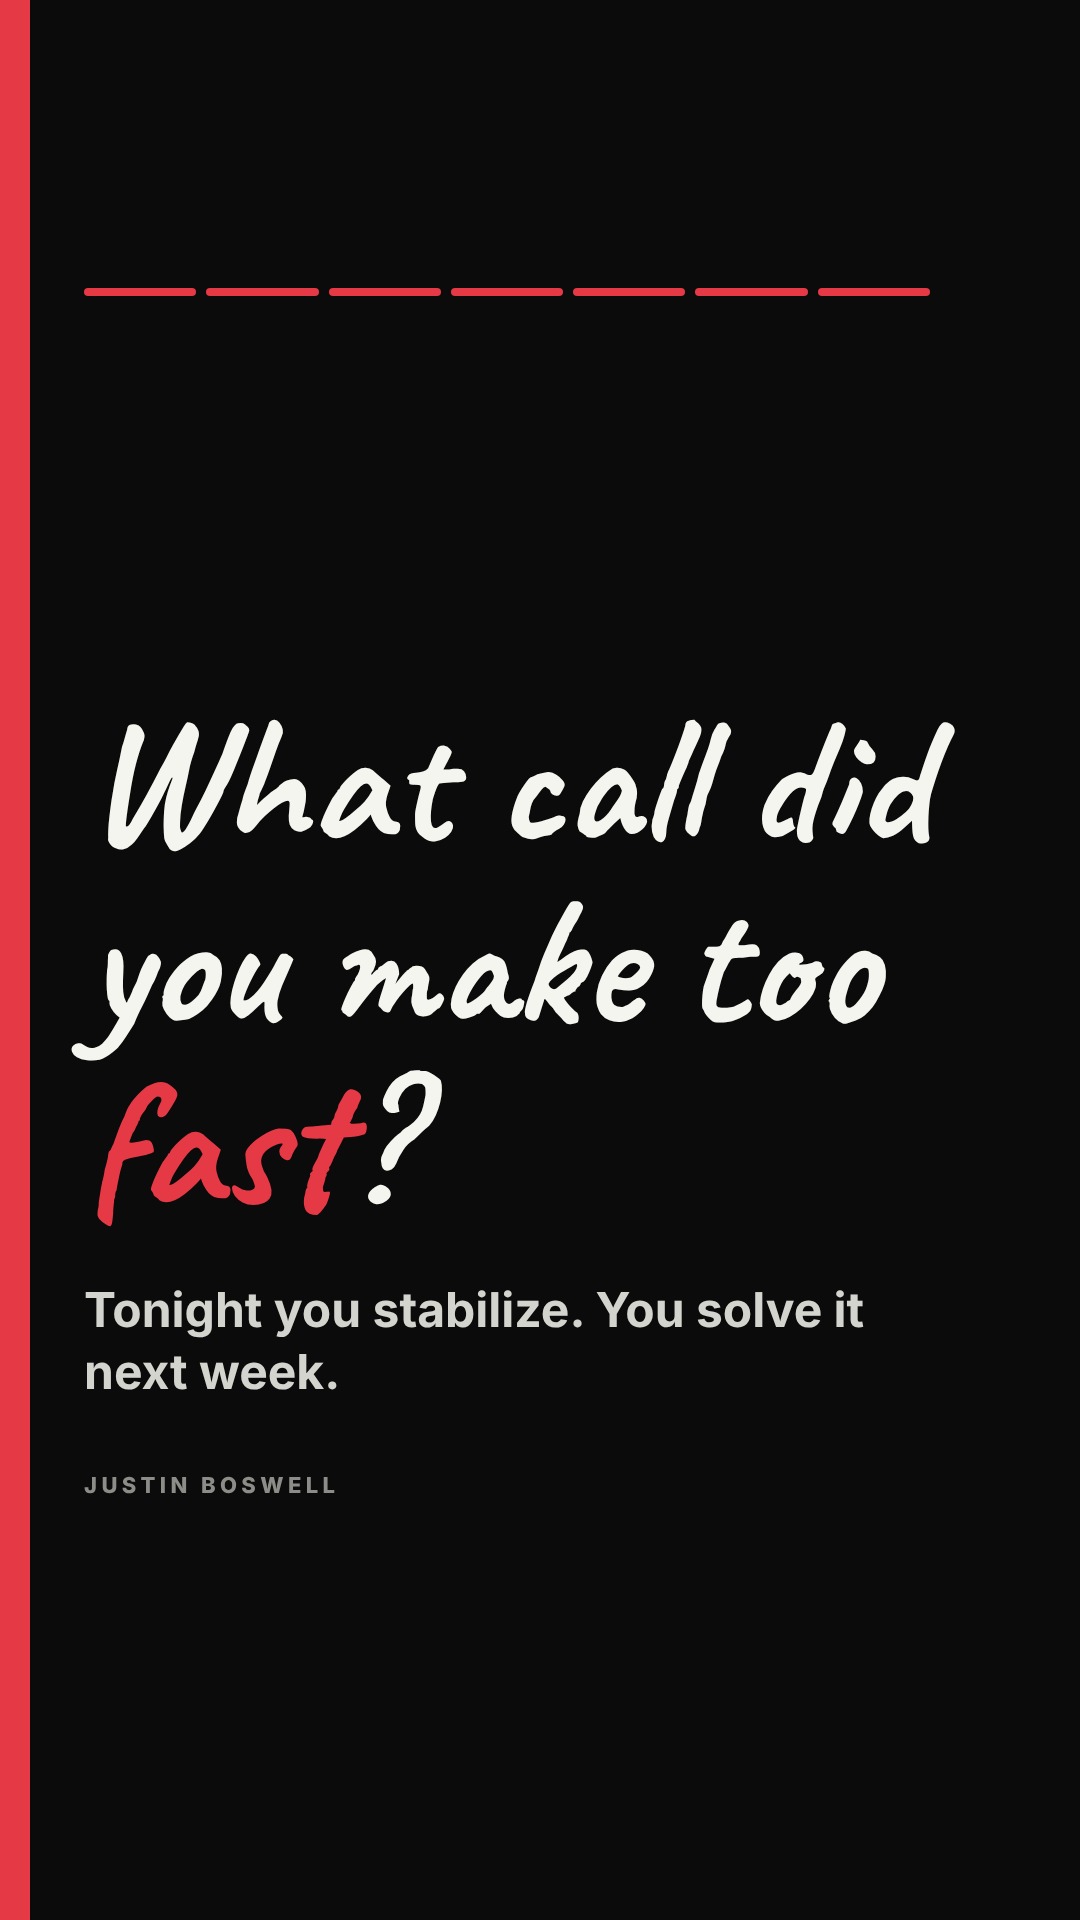 What call did
you make too
fast?
Tonight you stabilize. You solve it
next week.
JUSTIN BOSWELL